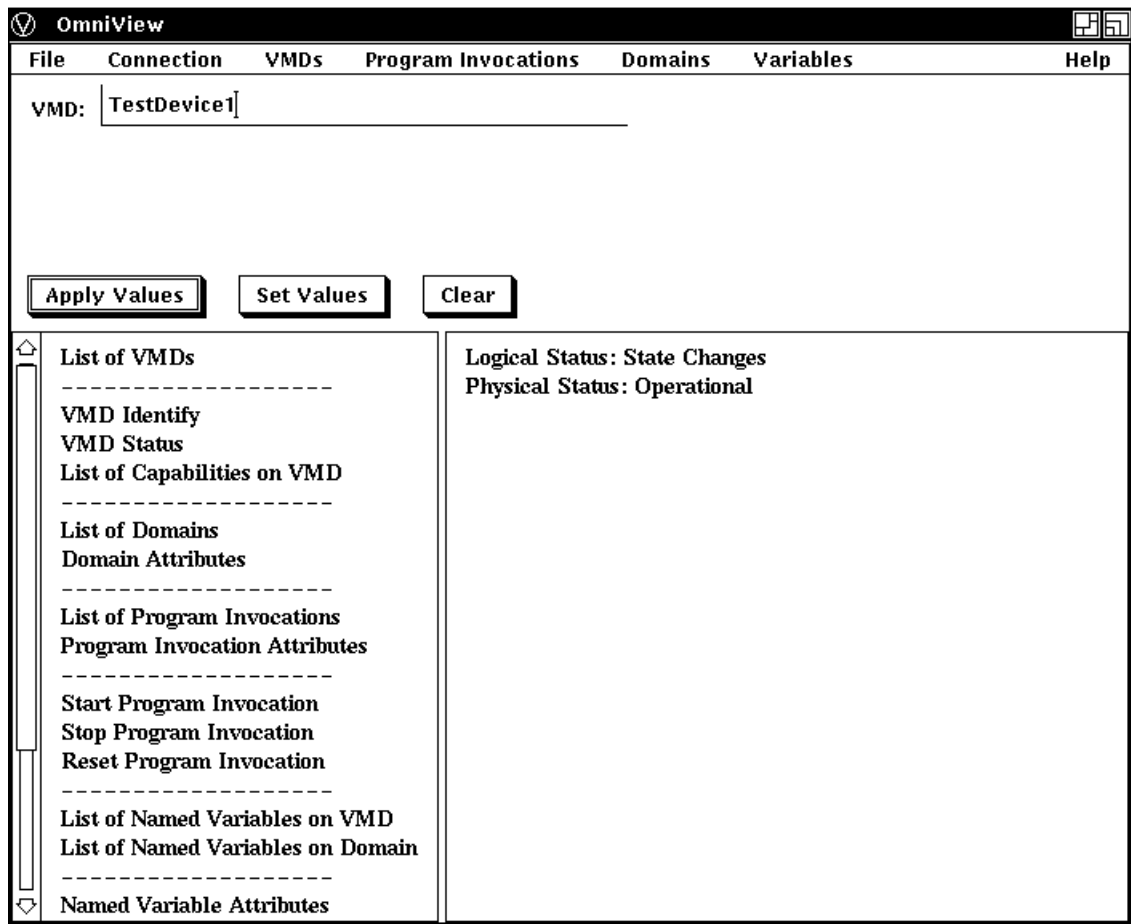 OmniView
File Connection VMDs Program Invocations Domains Variables Help
VMD: TestDevice1
Apply Values Set Values Clear
List of VMDs
--------------------
VMD Identify
VMD Status
List of Capabilities on VMD
--------------------
List of Domains
Domain Attributes
--------------------
List of Program Invocations
Program Invocation Attributes
--------------------
Start Program Invocation
Stop Program Invocation
Reset Program Invocation
--------------------
List of Named Variables on VMD
List of Named Variables on Domain
--------------------
Named Variable Attributes
Logical Status: State Changes
Physical Status: Operational